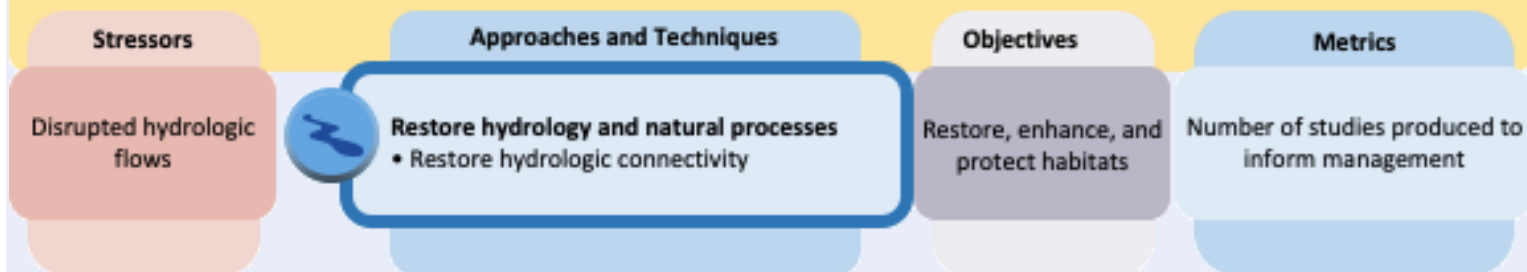 Stressors
Approaches and Techniques
Objectives
Metrics
Disrupted hydrologic
flows
Restore hydrology and natural processes
• Restore hydrologic connectivity
Restore, enhance, and
protect habitats
Number of studies produced to
inform management